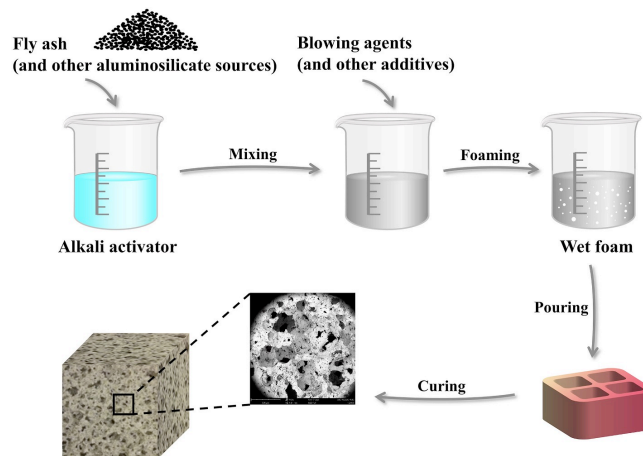 Fly ash
(and other aluminosilicate sources)
Blowing agents
(and other additives)
Mixing
Foaming
Alkali activator
Wet foam
Pouring
Curing